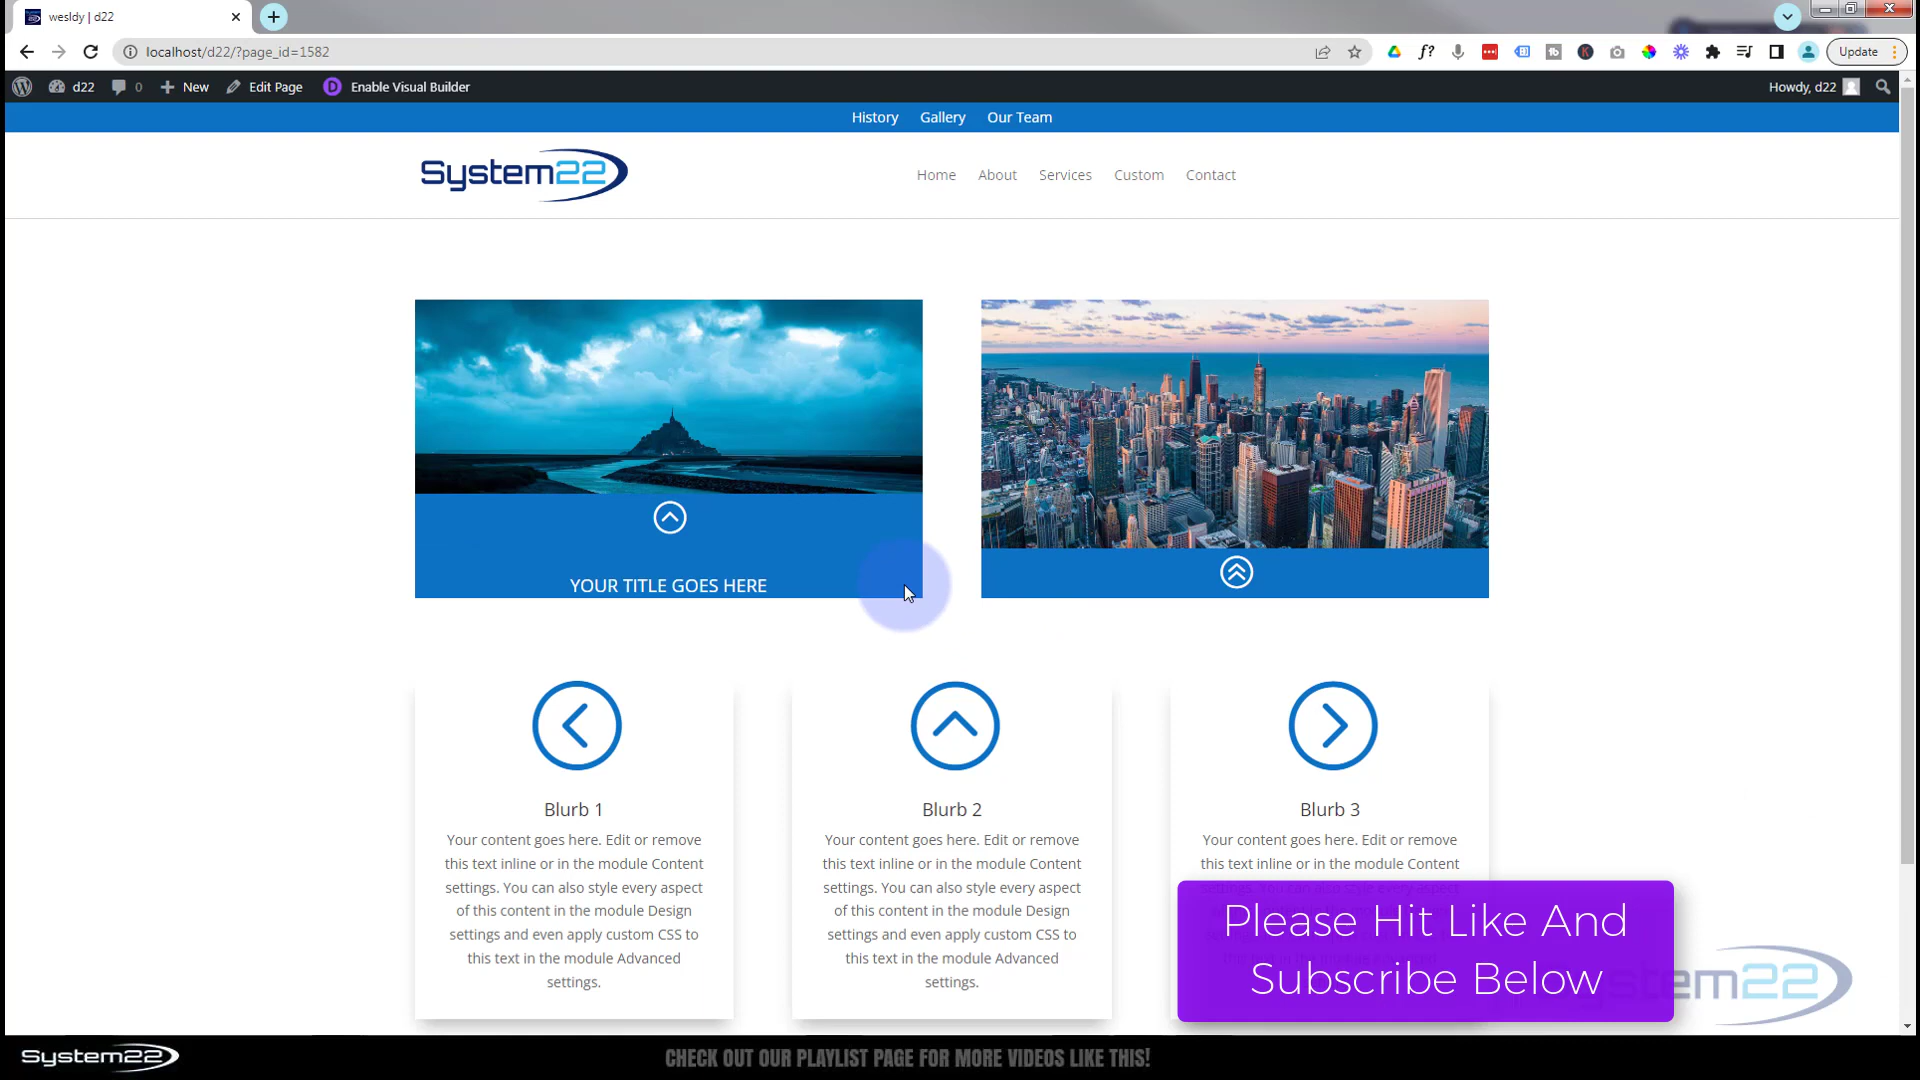 wesldy | d22
localhost/d22/?page_id=1582
Update
d22
0
New
Edit Page
Enable Visual Builder
Howdy, d22
History
Gallery
Our Team
System22
Home
About
Services
Custom
Contact
YOUR TITLE GOES HERE
Blurb 1
Your content goes here. Edit or remove
this text inline or in the module Content
settings. You can also style every aspect
of this content in the module Design
settings and even apply custom CSS to
this text in the module Advanced
settings.
Blurb 2
Your content goes here. Edit or remove
this text inline or in the module Content
settings. You can also style every aspect
of this content in the module Design
settings and even apply custom CSS to
this text in the module Advanced
settings.
Blurb 3
Your content goes here. Edit or remove
this text inline or in the module Content
settings. You can also style every aspect
Please Hit Like And
Subscribe Below
System22
CHECK OUT OUR PLAYLIST PAGE FOR MORE VIDEOS LIKE THIS!